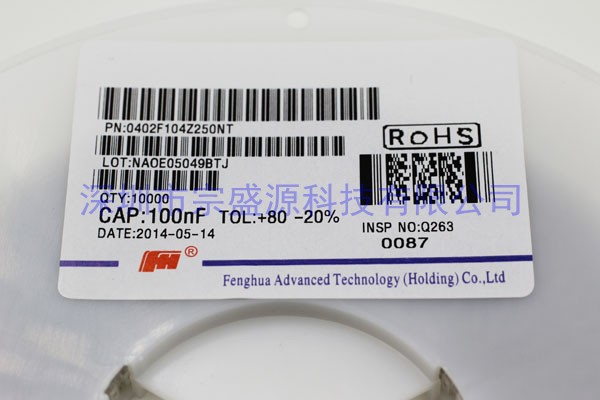 PN:0402F104Z250NT
RoHS
LOT:NAOE05049BTJ
QTY:10000
深圳市宗盛源科技有限公司
CAP:100nF TOL:+80 -20%
INSP NO:Q263
DATE:2014-05-14
0087
FH®
Fenghua Advanced Technology (Holding) Co.,Ltd